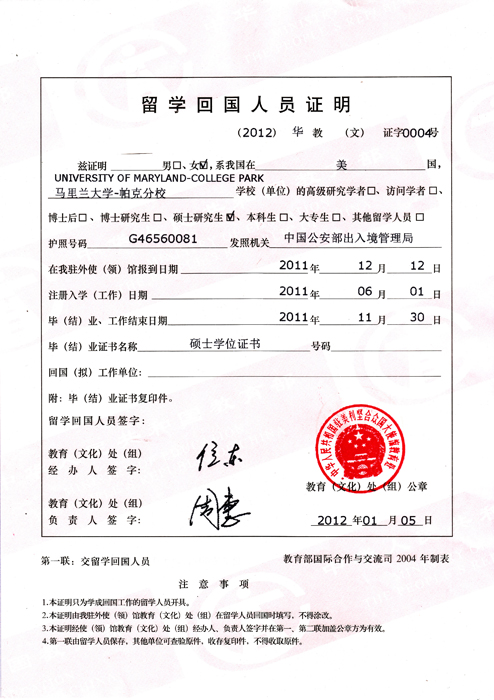 留学回国人员证明
(2012) 华 教 （文） 证字0004号
兹证明 男□、女☑, 系我国在 美 国,
UNIVERSITY OF MARYLAND-COLLEGE PARK
马里兰大学-帕克分校 学校（单位）的高级研究学者□、访问学者□、
博士后□、博士研究生□、硕士研究生☑、本科生□、大专生□、其他留学人员□
护照号码 G46560081 发照机关 中国公安部出入境管理局
在我驻外使（领）馆报到日期 2011年 12 月 12 日
注册入学（工作）日期 2011年 06 月 01 日
毕（结）业、工作结束日期 2011年 11 月 30 日
毕（结）业证书名称 硕士学位证书 号码
回国（拟）工作单位:
附: 毕（结）业证书复印件。
留学回国人员签字:
教育（文化）处（组）
经 办 人 签 字:
教育（文化）处（组）
负 责 人 签 字:
中华人民共和国驻美利坚合众国大使馆教育处
教育（文化）处（组）公章
2012 年01 月05 日
第一联: 交留学回国人员 教育部国际合作与交流司 2004 年制表
注 意 事 项
1.本证明只为学成回国工作的留学人员开具。
2.本证明由我驻外使（领）馆教育（文化）处（组）在留学人员回国时填写, 不得涂改。
3.本证明经使（领）馆教育（文化）处（组）经办人、负责人签字并在第一、第二联加盖公章方为有效。
4.第一联由留学人员保存, 其他单位可查验原件, 收存复印件, 不得收取原件。